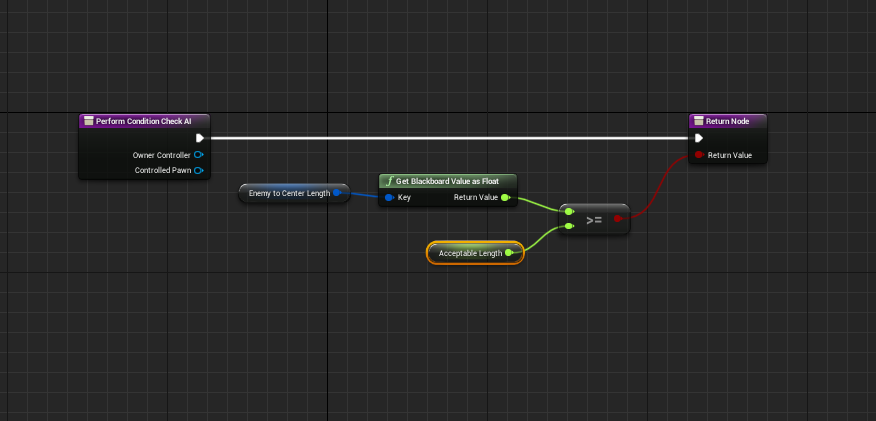 Perform Condition Check AI
Owner Controller
Controlled Pawn
Enemy to Center Length
f Get Blackboard Value as Float
Key
Return Value
Acceptable Length
>=
Return Node
Return Value